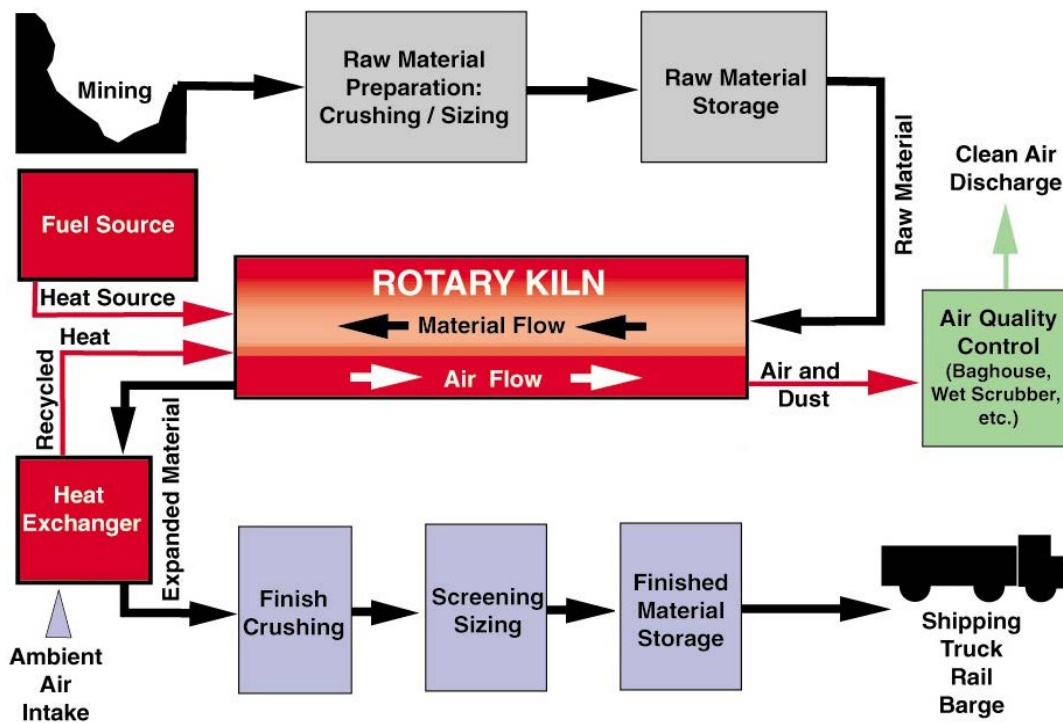 Mining
Raw Material
Preparation:
Crushing / Sizing
Raw Material
Storage
Raw Material
Clean Air
Discharge
Fuel Source
Heat Source
Recycled
Heat
ROTARY KILN
Material Flow
Air Flow
Air and
Dust
Air Quality
Control
(Baghouse,
Wet Scrubber,
etc.)
Heat
Exchanger
Expanded Material
Ambient
Air
Intake
Finish
Crushing
Screening
Sizing
Finished
Material
Storage
Shipping
Truck
Rail
Barge